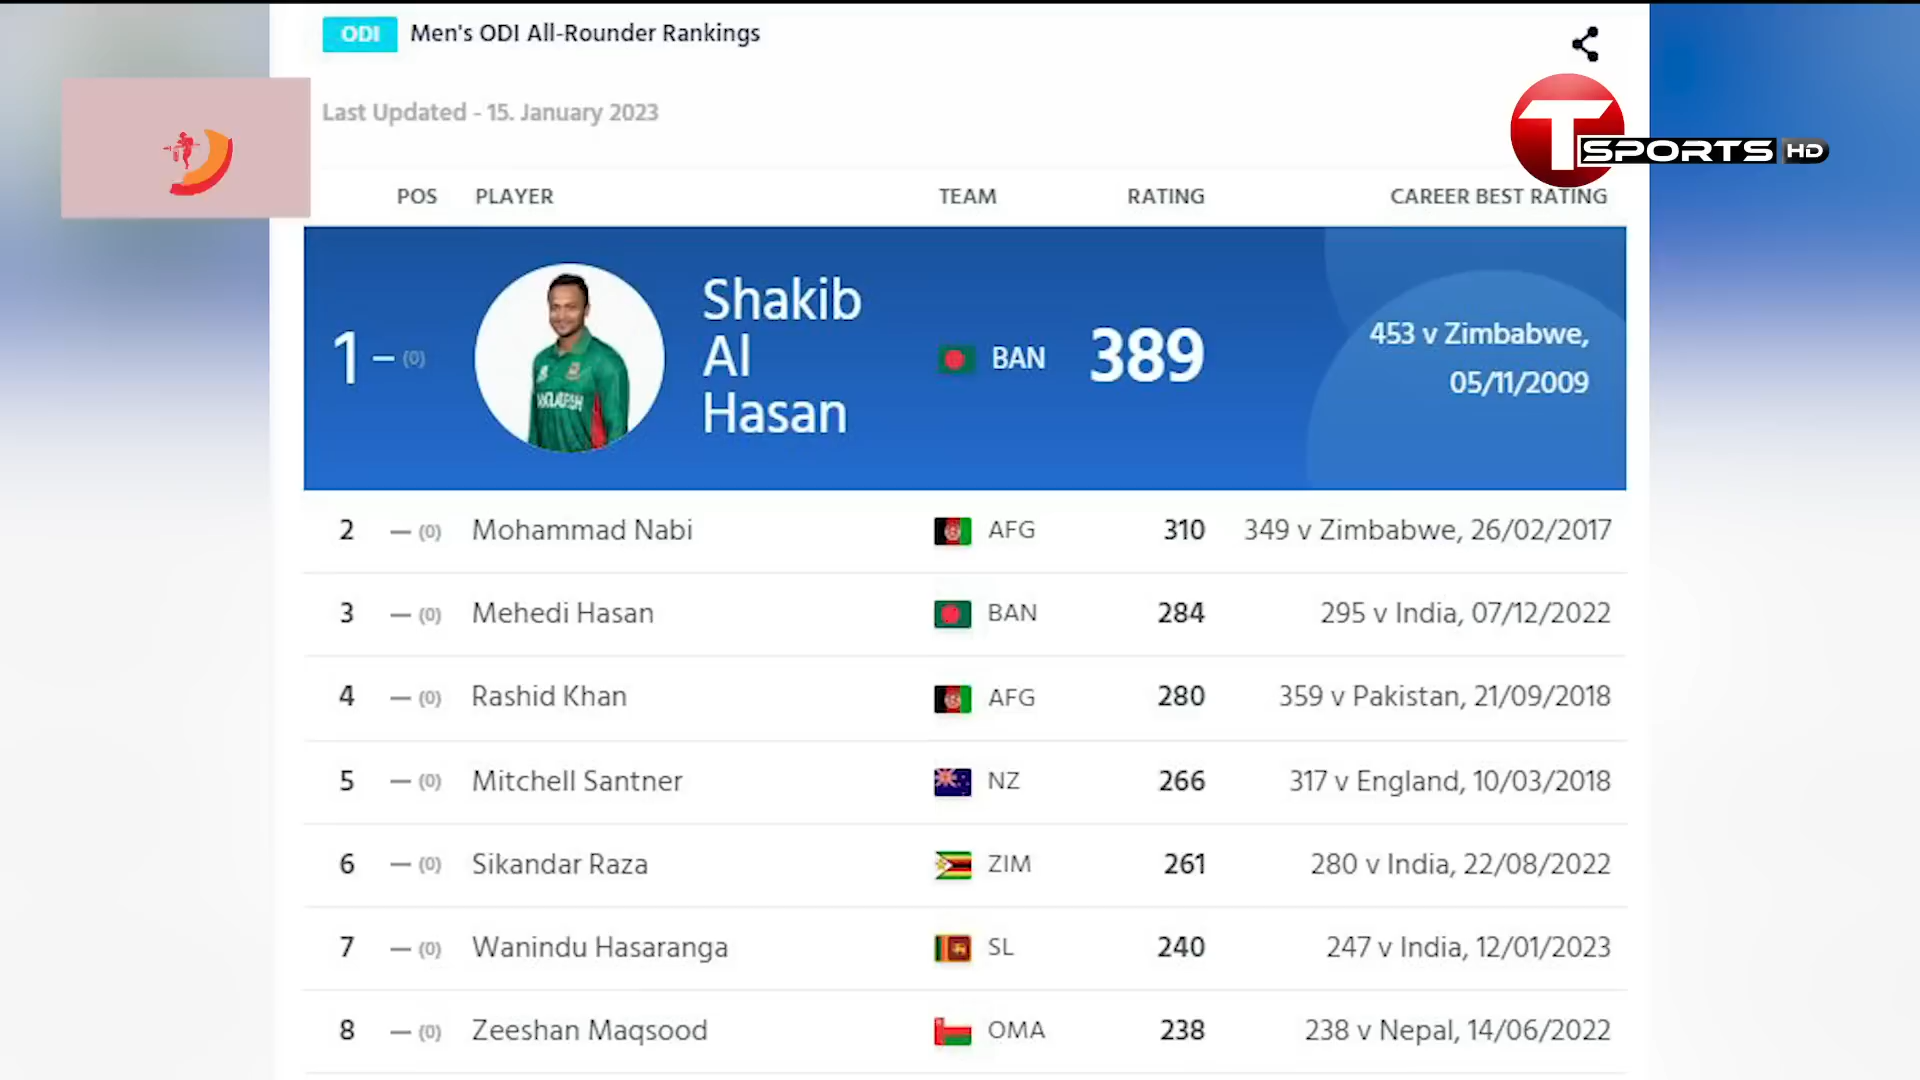 ODI Men's ODI All-Rounder Rankings
Last Updated - 15. January 2023
T SPORTS HD
POS PLAYER TEAM RATING CAREER BEST RATING
1 — (0) Shakib Al Hasan BAN 389 453 v Zimbabwe, 05/11/2009
2 — (0) Mohammad Nabi AFG 310 349 v Zimbabwe, 26/02/2017
3 — (0) Mehedi Hasan BAN 284 295 v India, 07/12/2022
4 — (0) Rashid Khan AFG 280 359 v Pakistan, 21/09/2018
5 — (0) Mitchell Santner NZ 266 317 v England, 10/03/2018
6 — (0) Sikandar Raza ZIM 261 280 v India, 22/08/2022
7 — (0) Wanindu Hasaranga SL 240 247 v India, 12/01/2023
8 — (0) Zeeshan Maqsood OMA 238 238 v Nepal, 14/06/2022